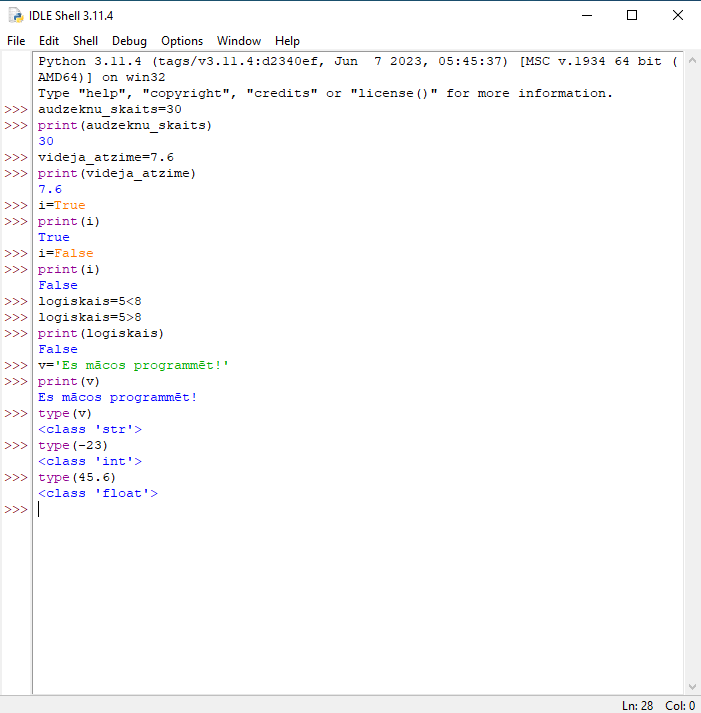 IDLE Shell 3.11.4
File Edit Shell Debug Options Window Help
Python 3.11.4 (tags/v3.11.4:d2340ef, Jun  7 2023, 05:45:37) [MSC v.1934 64 bit (
AMD64)] on win32
Type "help", "copyright", "credits" or "license()" for more information.
>>> audzeknu_skaits=30
>>> print(audzeknu_skaits)
30
>>> videja_atzime=7.6
>>> print(videja_atzime)
7.6
>>> i=True
>>> print(i)
True
>>> i=False
>>> print(i)
False
>>> logiskais=5<8
>>> logiskais=5>8
>>> print(logiskais)
False
>>> v='Es mācos programmēt!'
>>> print(v)
Es mācos programmēt!
>>> type(v)
<class 'str'>
>>> type(-23)
<class 'int'>
>>> type(45.6)
<class 'float'>
>>>
Ln: 28 Col: 0